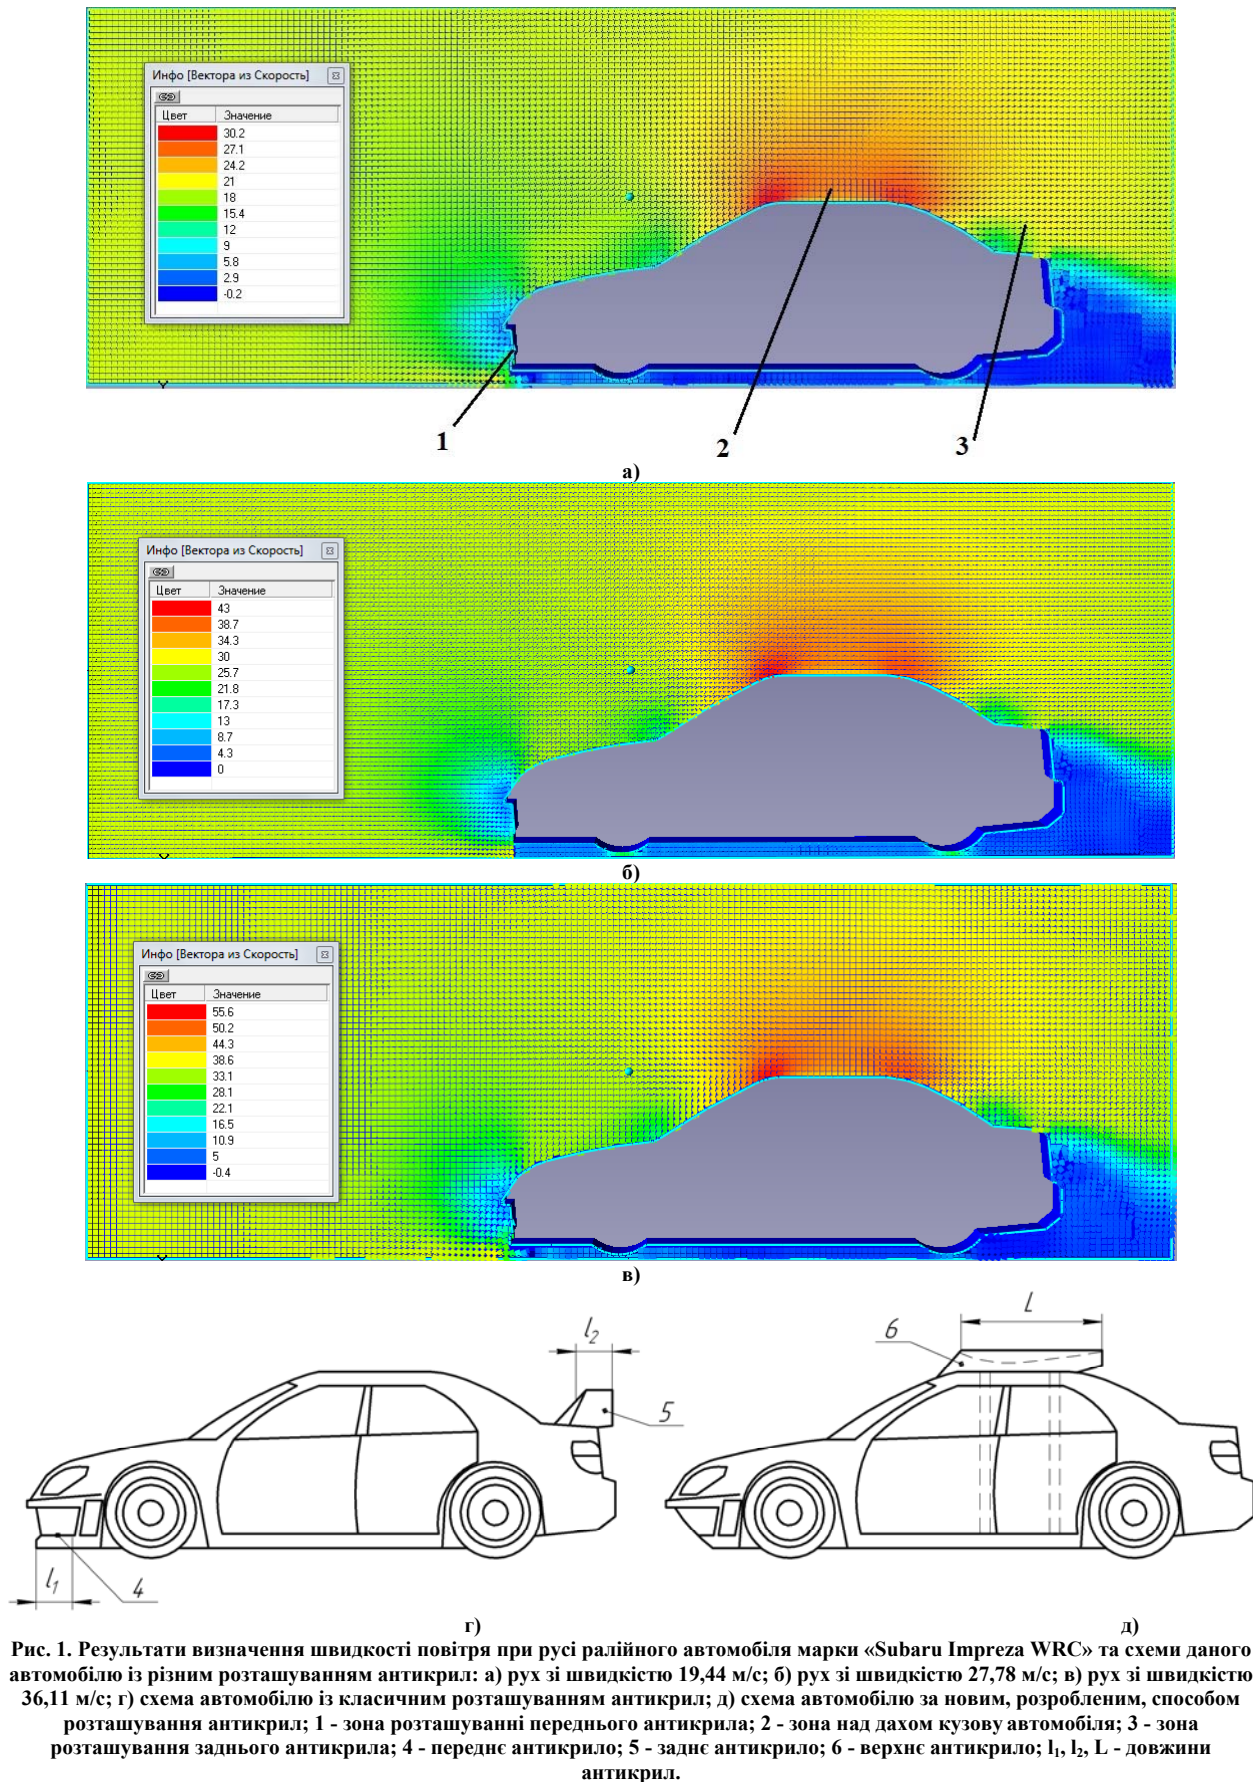 Инфо [Вектора из Скорость]
Цвет Значение
30.2
27.1
24.2
21
18
15.4
12
9
5.8
2.9
-0.2
1
2
3
а)
Инфо [Вектора из Скорость]
Цвет Значение
43
38.7
34.3
30
25.7
21.8
17.3
13
8.7
4.3
0
б)
Инфо [Вектора из Скорость]
Цвет Значение
55.6
50.2
44.3
38.6
33.1
28.1
22.1
16.5
10.9
5
-0.4
в)
l₂
5
4
l₁
L
6
г)
д)
Рис. 1. Результати визначення швидкості повітря при русі ралійного автомобіля марки «Subaru Impreza WRC» та схеми даного
автомобілю із різним розташуванням антикрил: а) рух зі швидкістю 19,44 м/с; б) рух зі швидкістю 27,78 м/с; в) рух зі швидкістю
36,11 м/с; г) схема автомобілю із класичним розташуванням антикрил; д) схема автомобілю за новим, розробленим, способом
розташування антикрил; 1 - зона розташуванні переднього антикрила; 2 - зона над дахом кузову автомобіля; 3 - зона
розташування заднього антикрила; 4 - переднє антикрило; 5 - заднє антикрило; 6 - верхнє антикрило; l₁, l₂, L - довжини
антикрил.